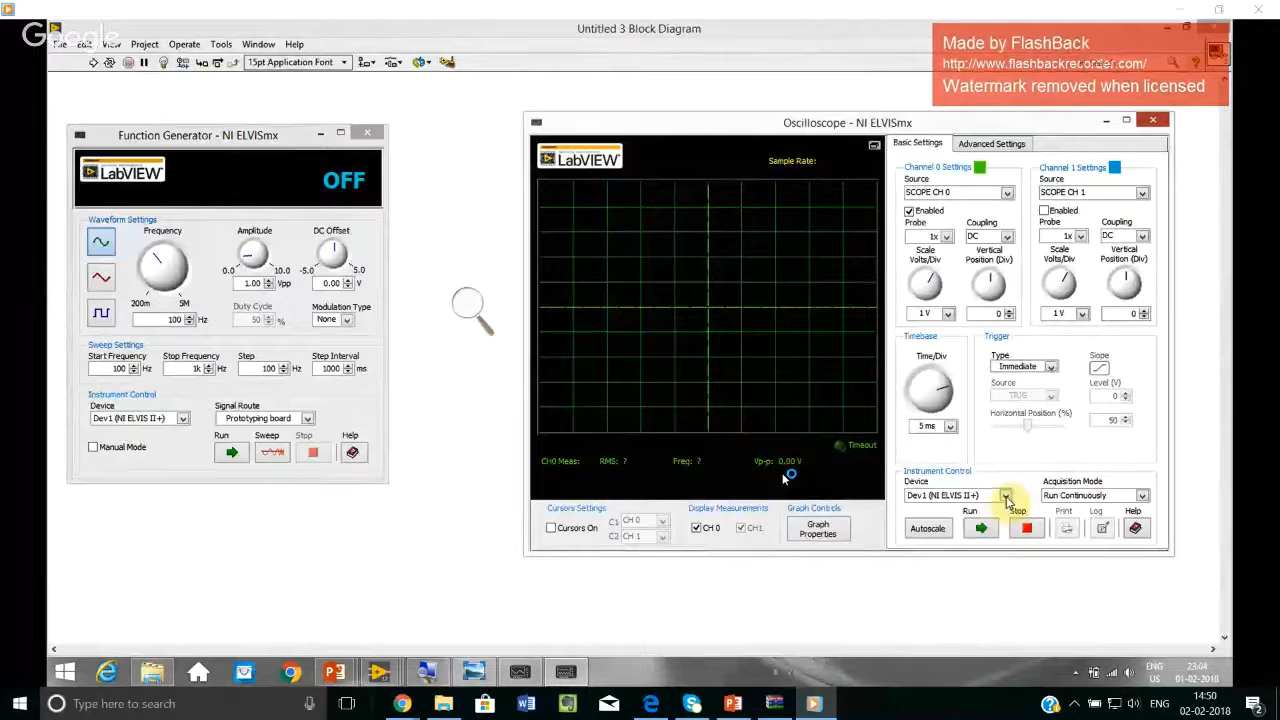 Untitled 3 Block Diagram
Google
File Edit View Project Operate Tools Window Help
15pt Application Font
Made by FlashBack
http://www.flashbackrecorder.com/
Watermark removed when licensed
Function Generator - NI ELVISmx
LabVIEW
OFF
Waveform Settings
Frequency
Amplitude
DC Offset
0.0 10.0
-5.0 5.0
1.00 Vpp
0.00 V
200m 5M
Duty Cycle
Modulation Type
100 Hz
50 %
None
Sweep Settings
Start Frequency Stop Frequency Step Step Interval
100 Hz 1k Hz 100 Hz 1000 ms
Instrument Control
Device Signal Route
Dev1 (NI ELVIS II+) Prototyping board
Manual Mode
Run Sweep Stop Help
Oscilloscope - NI ELVISmx
LabVIEW
Sample Rate:
Timeout
CH0 Meas: RMS: ? Freq: ? Vp-p: 0.00 V
Cursors Settings
Cursors On
C1 CH 0
C2 CH 1
Display Measurements
CH 0 CH1
Graph Controls
Graph
Properties
Basic Settings Advanced Settings
Channel 0 Settings
Source
SCOPE CH 0
Enabled
Probe Coupling
1x DC
Scale
Volts/Div
Vertical
Position (Div)
1 V 0
Channel 1 Settings
Source
SCOPE CH 1
Enabled
Probe Coupling
1x DC
Scale
Volts/Div
Vertical
Position (Div)
1 V 0
Timebase
Time/Div
5 ms
Trigger
Type
Immediate
Slope
Source
TRIG
Level (V)
0
Horizontal Position (%)
50
Instrument Control
Device Acquisition Mode
Dev1 (NI ELVIS II+) Run Continuously
Run Stop Print Log Help
Autoscale
ENG
US
23:04
01-02-2018
Type here to search
ENG
14:50
02-02-2018
2